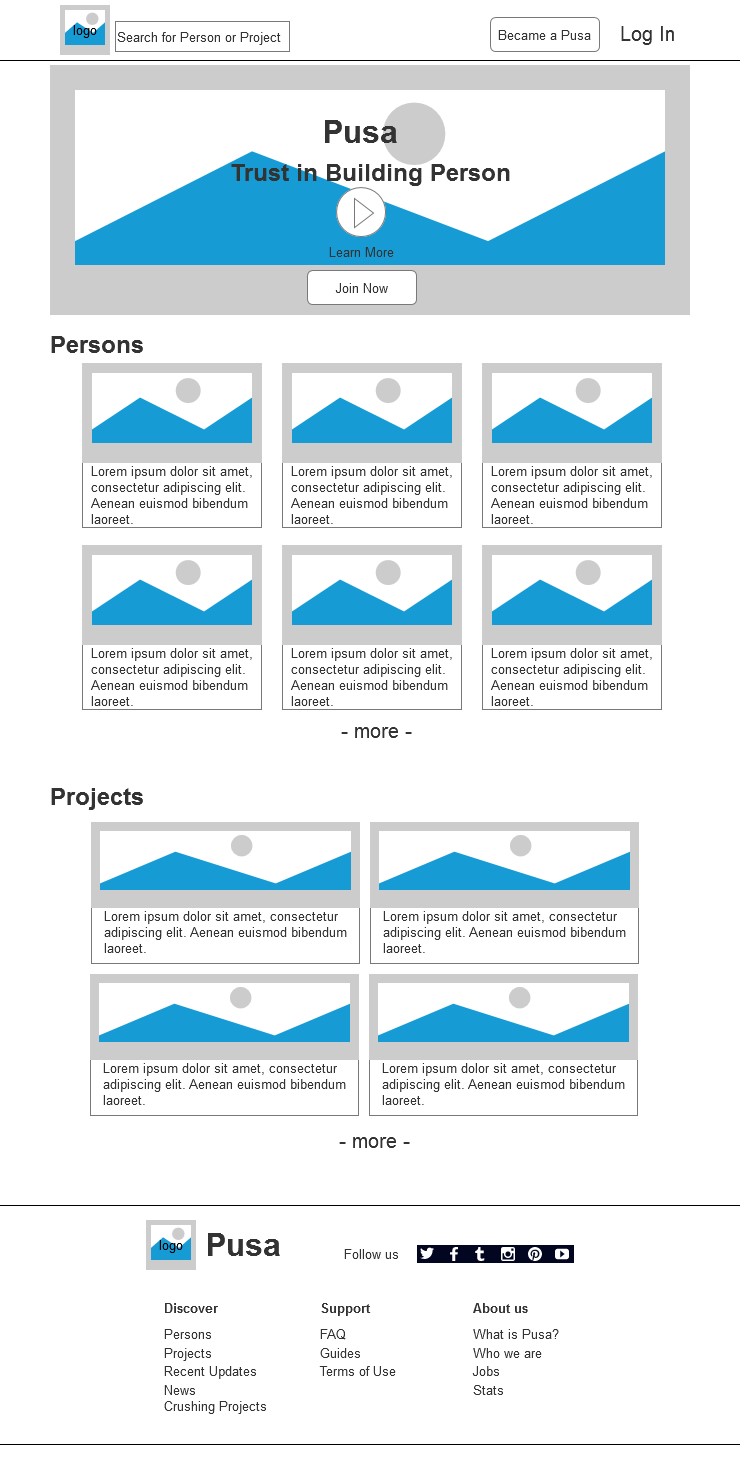 logo
Search for Person or Project
Became a Pusa
Log In
Pusa
Trust in Building Person
Learn More
Join Now
Persons
Lorem ipsum dolor sit amet,
consectetur adipiscing elit.
Aenean euismod bibendum
laoreet.
Lorem ipsum dolor sit amet,
consectetur adipiscing elit.
Aenean euismod bibendum
laoreet.
Lorem ipsum dolor sit amet,
consectetur adipiscing elit.
Aenean euismod bibendum
laoreet.
Lorem ipsum dolor sit amet,
consectetur adipiscing elit.
Aenean euismod bibendum
laoreet.
Lorem ipsum dolor sit amet,
consectetur adipiscing elit.
Aenean euismod bibendum
laoreet.
Lorem ipsum dolor sit amet,
consectetur adipiscing elit.
Aenean euismod bibendum
laoreet.
- more -
Projects
Lorem ipsum dolor sit amet, consectetur
adipiscing elit. Aenean euismod bibendum
laoreet.
Lorem ipsum dolor sit amet, consectetur
adipiscing elit. Aenean euismod bibendum
laoreet.
Lorem ipsum dolor sit amet, consectetur
adipiscing elit. Aenean euismod bibendum
laoreet.
Lorem ipsum dolor sit amet, consectetur
adipiscing elit. Aenean euismod bibendum
laoreet.
- more -
logo
Pusa
Follow us
Discover
Persons
Projects
Recent Updates
News
Crushing Projects
Support
FAQ
Guides
Terms of Use
About us
What is Pusa?
Who we are
Jobs
Stats